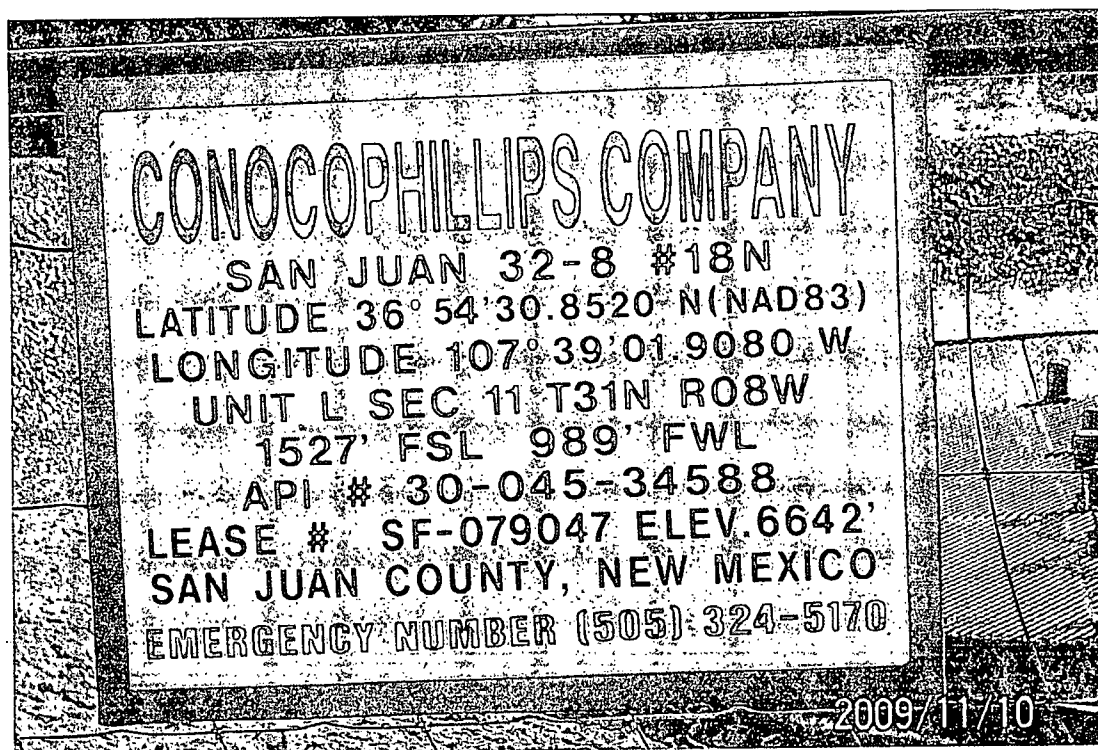 CONOCOPHILLIPS COMPANY
SAN JUAN 32-8 #18N
LATITUDE 36° 54'30.8520' N(NAD83)
LONGITUDE 107° 39'01.9080 W
UNIT L SEC 11 T31N R08W
1527' FSL 989' FWL
API # 30-045-34588
LEASE # SF-079047 ELEV.6642'
SAN JUAN COUNTY, NEW MEXICO
EMERGENCY NUMBER (505) 324-5170
2009/11/10